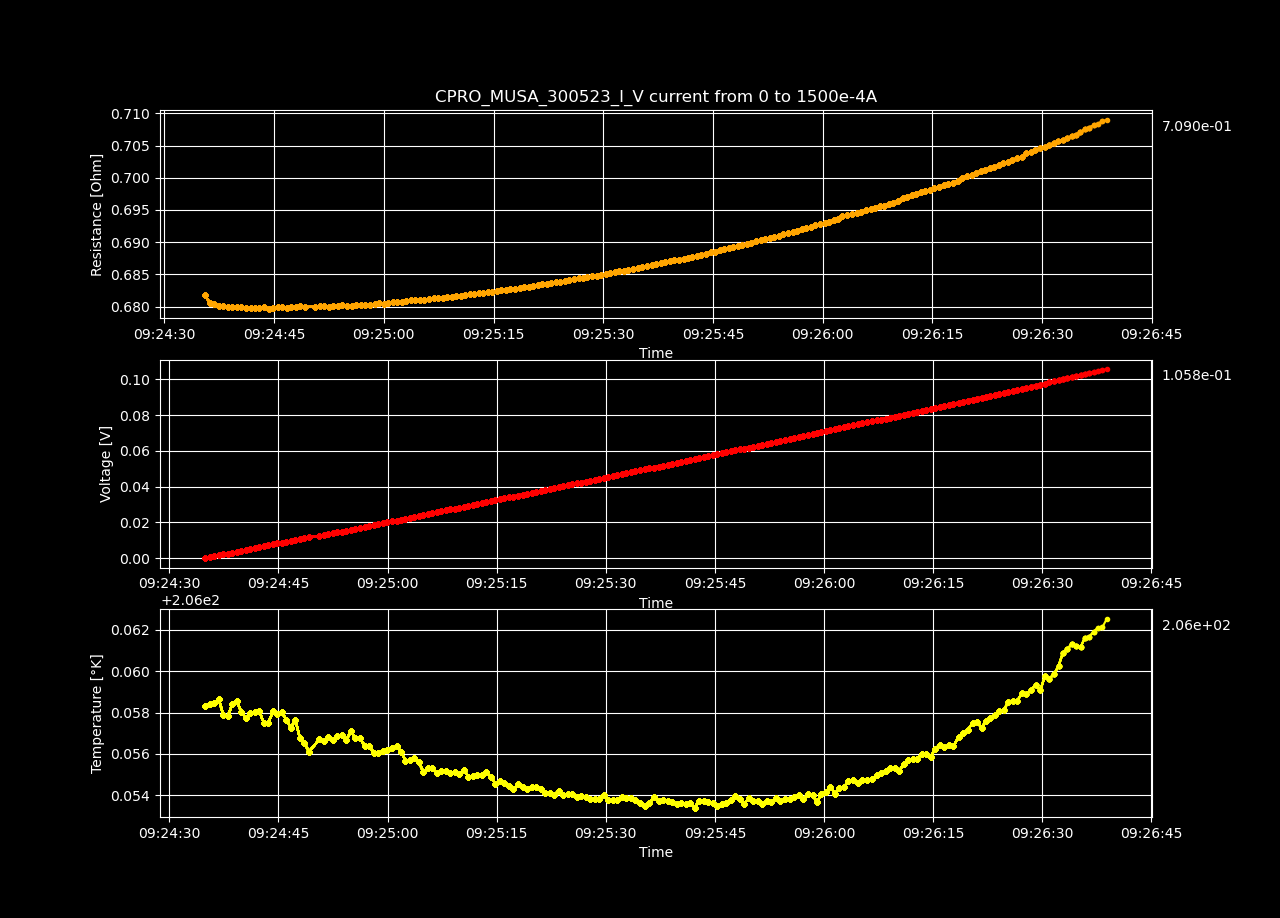 CPRO_MUSA_300523_I_V current from 0 to 1500e-4A
0.710
0.705
0.700
0.695
0.690
0.685
0.680
Resistance [Ohm]
7.090e-01
09:24:30 09:24:45 09:25:00 09:25:15 09:25:30 09:25:45 09:26:00 09:26:15 09:26:30 09:26:45
Time
0.10
0.08
0.06
0.04
0.02
0.00
Voltage [V]
1.058e-01
09:24:30 09:24:45 09:25:00 09:25:15 09:25:30 09:25:45 09:26:00 09:26:15 09:26:30 09:26:45
Time
+2.06e2
0.062
0.060
0.058
0.056
0.054
Temperature [°K]
2.06e+02
09:24:30 09:24:45 09:25:00 09:25:15 09:25:30 09:25:45 09:26:00 09:26:15 09:26:30 09:26:45
Time